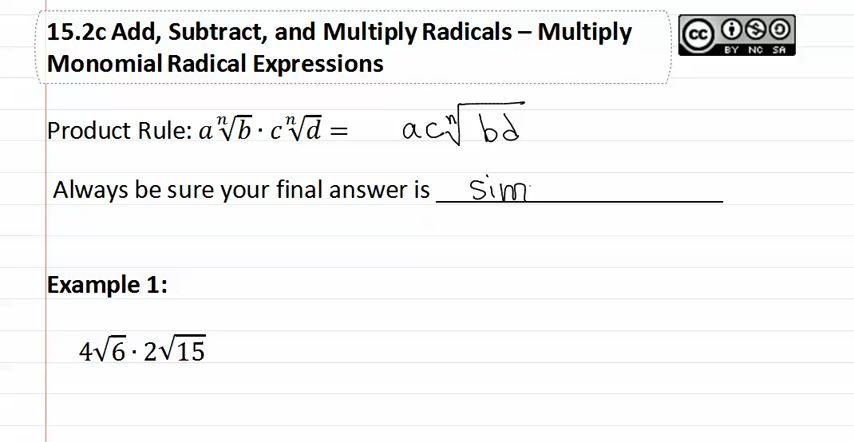 15.2c Add, Subtract, and Multiply Radicals – Multiply
Monomial Radical Expressions
cc BY NC SA
Product Rule: a ⁿ√b · c ⁿ√d = ac ⁿ√bd
Always be sure your final answer is sim
Example 1:
4√6 · 2√15